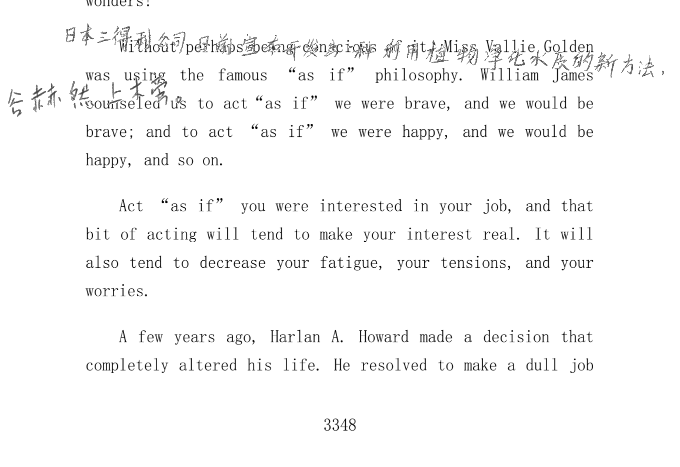 wonders!
日本三得利公司日前宣布开发出一种利用植物净化水质的新方法，
Without perhaps being conscious of it, Miss Vallie Golden
was using the famous “as if” philosophy. William James
谷赫然上木营。
counseled us to act “as if” we were brave, and we would be
brave; and to act “as if” we were happy, and we would be
happy, and so on.
Act “as if” you were interested in your job, and that
bit of acting will tend to make your interest real. It will
also tend to decrease your fatigue, your tensions, and your
worries.
A few years ago, Harlan A. Howard made a decision that
completely altered his life. He resolved to make a dull job
3348